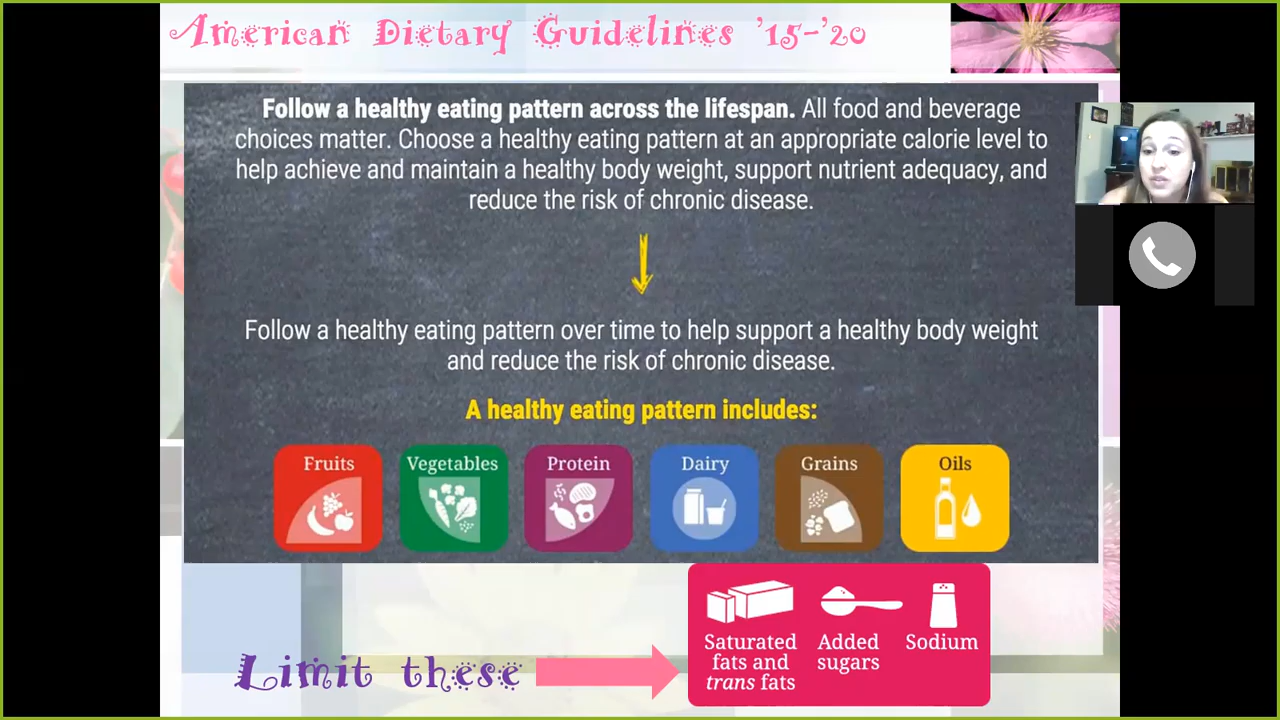 American Dietary Guidelines '15-'20
Follow a healthy eating pattern across the lifespan. All food and beverage
choices matter. Choose a healthy eating pattern at an appropriate calorie level to
help achieve and maintain a healthy body weight, support nutrient adequacy, and
reduce the risk of chronic disease.
Follow a healthy eating pattern over time to help support a healthy body weight
and reduce the risk of chronic disease.
A healthy eating pattern includes:
Fruits
Vegetables
Protein
Dairy
Grains
Oils
Limit these
Saturated
fats and
trans fats
Added
sugars
Sodium